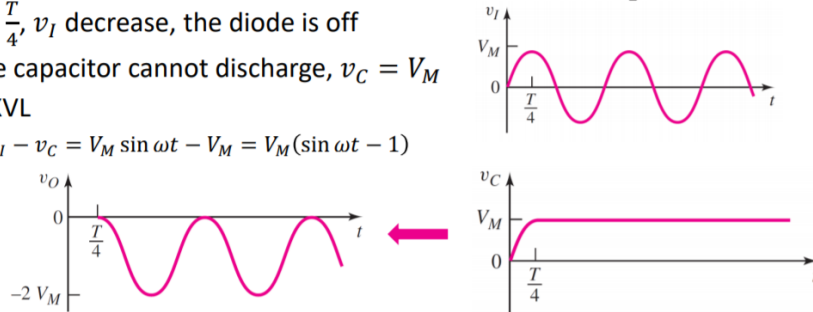 T/4, v_I decrease, the diode is off
capacitor cannot discharge, v_C = V_M
VL
− v_C = V_M sin ωt − V_M = V_M(sin ωt − 1)
v_I
V_M
0
T/4
t
v_O
0
T/4
t
−2 V_M
v_C
V_M
0
T/4